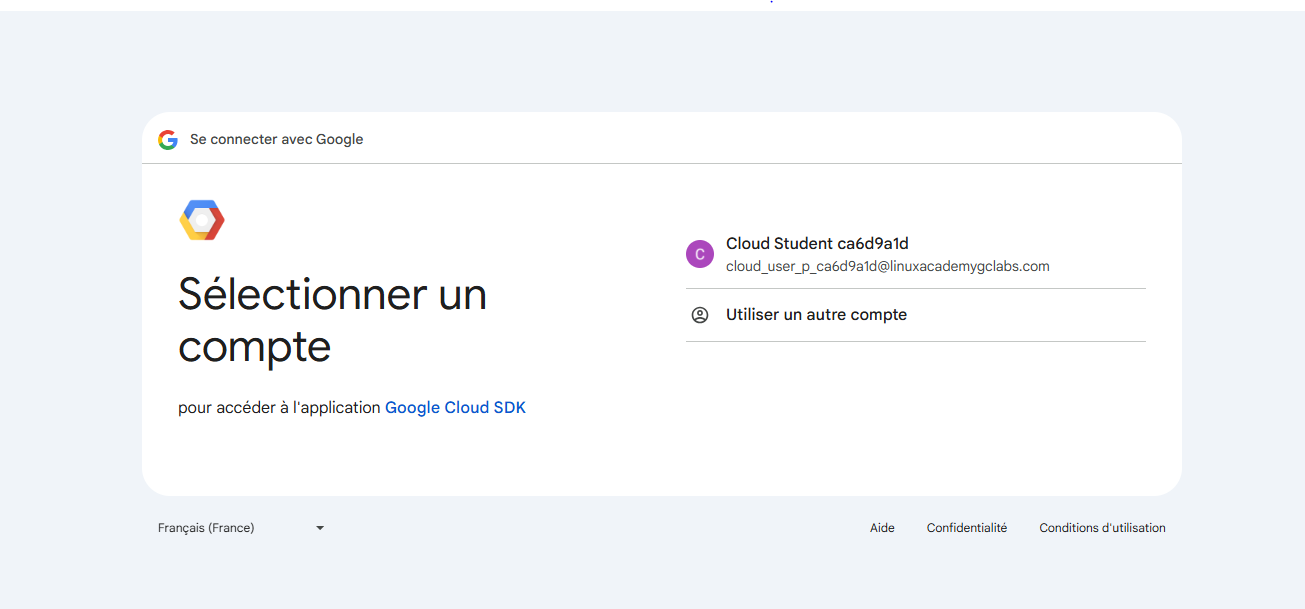 Se connecter avec Google
Sélectionner un
compte
pour accéder à l'application Google Cloud SDK
C
Cloud Student ca6d9a1d
cloud_user_p_ca6d9a1d@linuxacademygclabs.com
Utiliser un autre compte
Français (France)
Aide
Confidentialité
Conditions d'utilisation